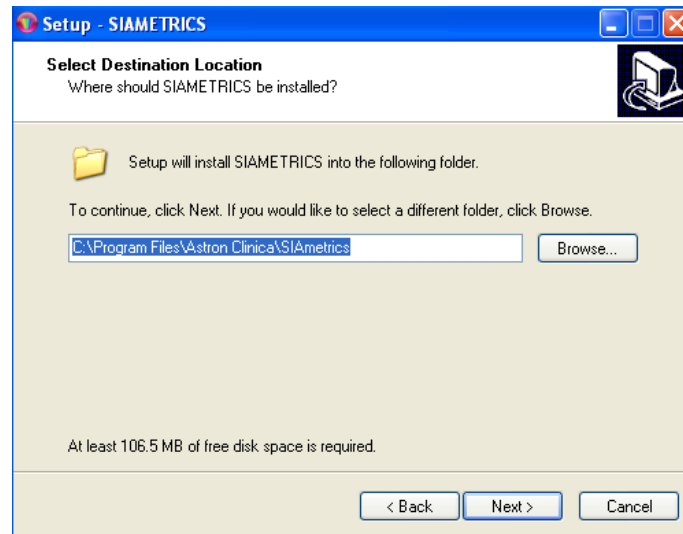 Setup - SIAMETRICS
Select Destination Location
Where should SIAMETRICS be installed?
Setup will install SIAMETRICS into the following folder.
To continue, click Next. If you would like to select a different folder, click Browse.
C:\Program Files\Astron Clinica\SIAmetrics
Browse...
At least 106.5 MB of free disk space is required.
< Back
Next >
Cancel